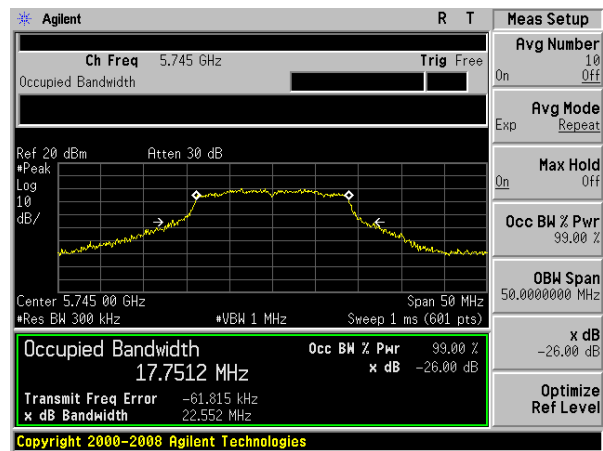 Agilent R T
Ch Freq 5.745 GHz Trig Free
Occupied Bandwidth
Ref 20 dBm Atten 30 dB
#Peak
Log
10
dB/
Center 5.745 00 GHz Span 50 MHz
#Res BW 300 kHz #VBW 1 MHz Sweep 1 ms (601 pts)
Occupied Bandwidth Occ BW % Pwr 99.00 %
17.7512 MHz x dB -26.00 dB
Transmit Freq Error -61.815 kHz
x dB Bandwidth 22.552 MHz
Copyright 2000-2008 Agilent Technologies
Meas Setup
Avg Number
10
On Off
Avg Mode
Exp Repeat
Max Hold
On Off
Occ BW % Pwr
99.00 %
OBW Span
50.0000000 MHz
x dB
-26.00 dB
Optimize
Ref Level